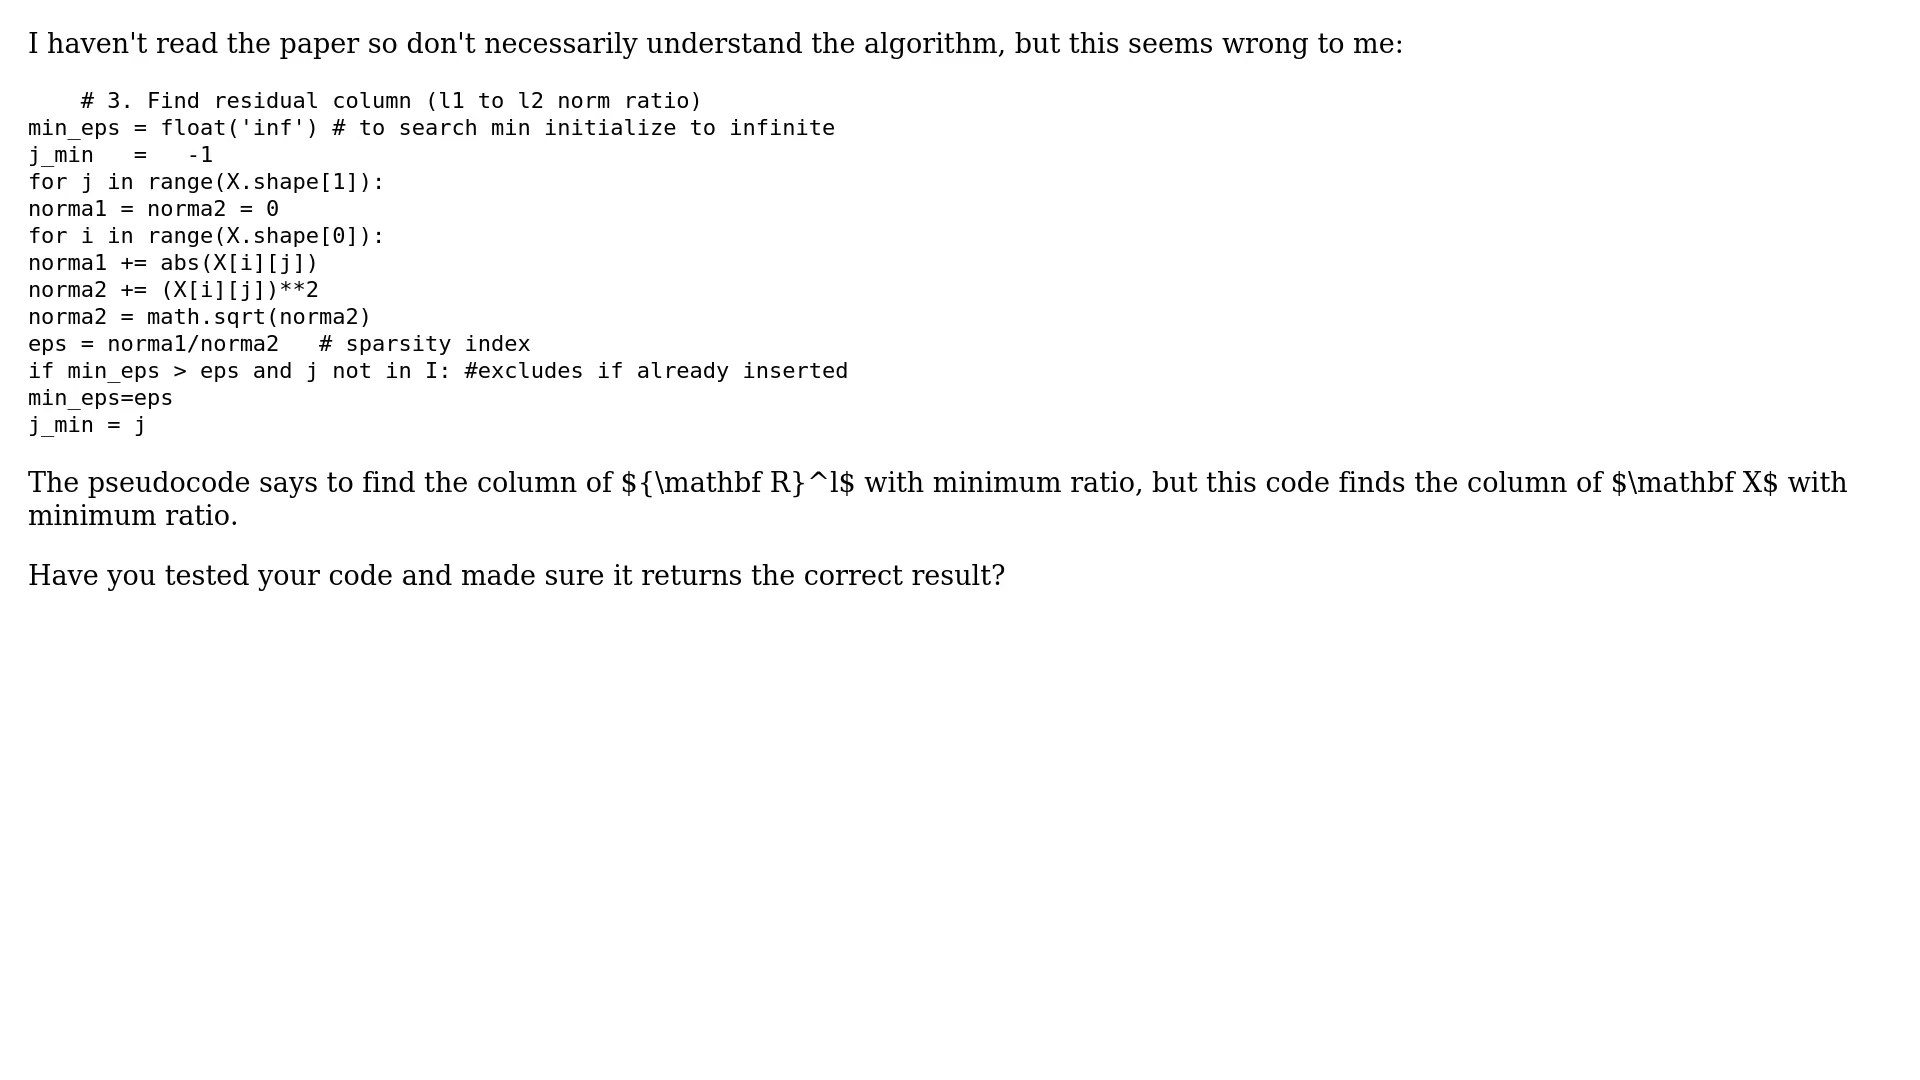 I haven't read the paper so don't necessarily understand the algorithm, but this seems wrong to me:
    # 3. Find residual column (l1 to l2 norm ratio)
min_eps = float('inf') # to search min initialize to infinite
j_min   =   -1
for j in range(X.shape[1]):
norma1 = norma2 = 0
for i in range(X.shape[0]):
norma1 += abs(X[i][j])
norma2 += (X[i][j])**2
norma2 = math.sqrt(norma2)
eps = norma1/norma2   # sparsity index
if min_eps > eps and j not in I: #excludes if already inserted
min_eps=eps
j_min = j
The pseudocode says to find the column of ${\mathbf R}^l$ with minimum ratio, but this code finds the column of $\mathbf X$ with
minimum ratio.
Have you tested your code and made sure it returns the correct result?